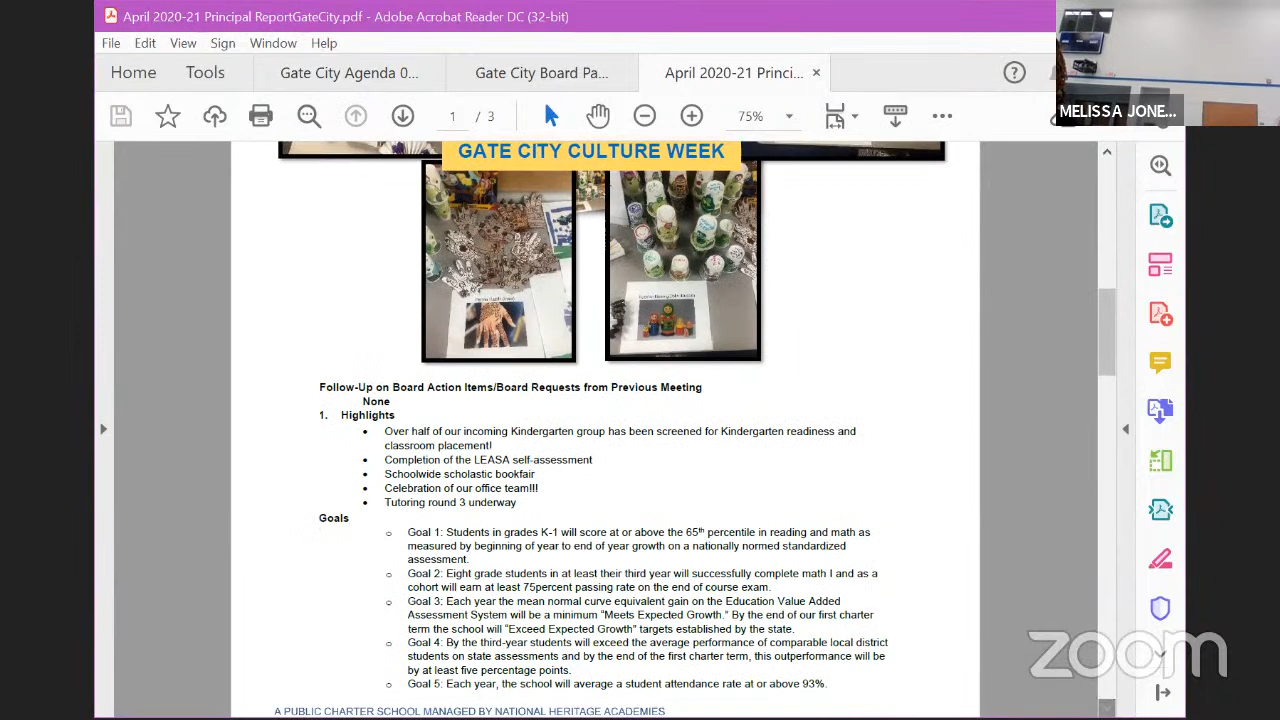 April 2020-21 Principal ReportGateCity.pdf - Adobe Acrobat Reader DC (32-bit)
File Edit View Sign Window Help
Home Tools Gate City Agenda 0... Gate City Board Pa... April 2020-21 Princi... ×
1 / 3 75%
MELISSA JONE...
GATE CITY CULTURE WEEK
Follow-Up on Board Action Items/Board Requests from Previous Meeting
None
1. Highlights
• Over half of our incoming Kindergarten group has been screened for Kindergarten readiness and
classroom placement!
• Completion of the LEASA self-assessment
• Schoolwide scholastic bookfair
• Celebration of our office team!!!
• Tutoring round 3 underway
Goals
o Goal 1: Students in grades K-1 will score at or above the 65th percentile in reading and math as
measured by beginning of year to end of year growth on a nationally normed standardized
assessment.
o Goal 2: Eight grade students in at least their third year will successfully complete math I and as a
cohort will earn at least 75percent passing rate on the end of course exam.
o Goal 3: Each year the mean normal curve equivalent gain on the Education Value Added
Assessment System will be a minimum “Meets Expected Growth.” By the end of our first charter
term the school will “Exceed Expected Growth” targets established by the state.
o Goal 4: By the third-year students will exceed the average performance of comparable local district
students on state assessments and by the end of the first charter term, this outperformance will be
by at least five percentage points.
o Goal 5: Each year, the school will average a student attendance rate at or above 93%.
A PUBLIC CHARTER SCHOOL MANAGED BY NATIONAL HERITAGE ACADEMIES
zoom